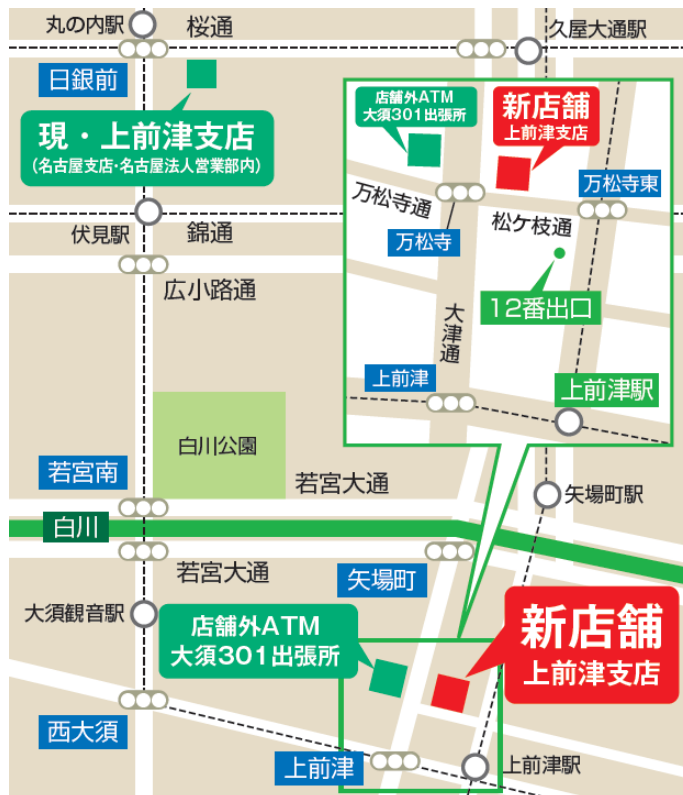 丸の内駅
桜通
久屋大通駅
日銀前
現・上前津支店
(名古屋支店・名古屋法人営業部内)
店舗外ATM
大須301出張所
新店舗
上前津支店
万松寺東
万松寺通
松ケ枝通
万松寺
伏見駅
錦通
広小路通
12番出口
大津通
上前津
上前津駅
白川公園
若宮南
若宮大通
矢場町駅
白川
若宮大通
矢場町
大須観音駅
店舗外ATM
大須301出張所
新店舗
上前津支店
西大須
上前津
上前津駅